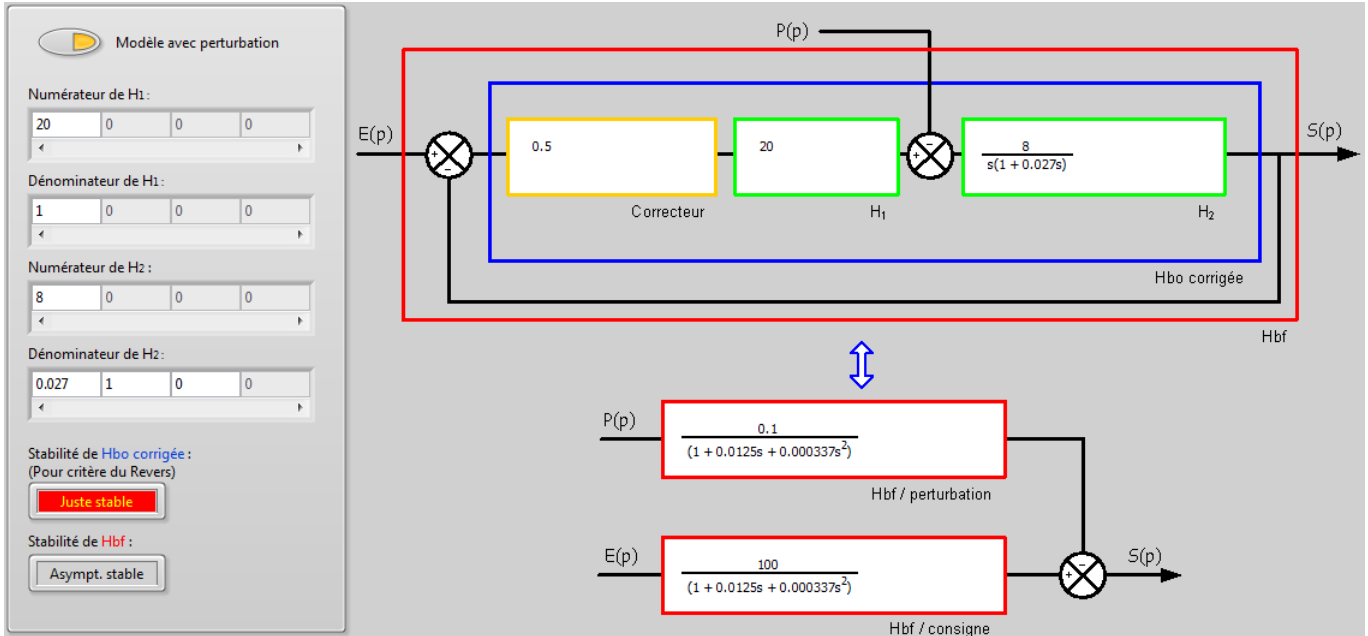 Modèle avec perturbation
Numérateur de H1:
20 0 0 0
Dénominateur de H1:
1 0 0 0
Numérateur de H2 :
8 0 0 0
Dénominateur de H2:
0.027 1 0 0
Stabilité de Hbo corrigée :
(Pour critère du Revers)
Juste stable
Stabilité de Hbf :
Asympt. stable
P(p)
E(p)
+
-
0.5
Correcteur
20
H1
-
+
8
s(1 + 0.027s)
H2
S(p)
Hbo corrigée
Hbf
P(p)
0.1
(1 + 0.0125s + 0.000337s²)
Hbf / perturbation
E(p)
100
(1 + 0.0125s + 0.000337s²)
Hbf / consigne
-
+
S(p)